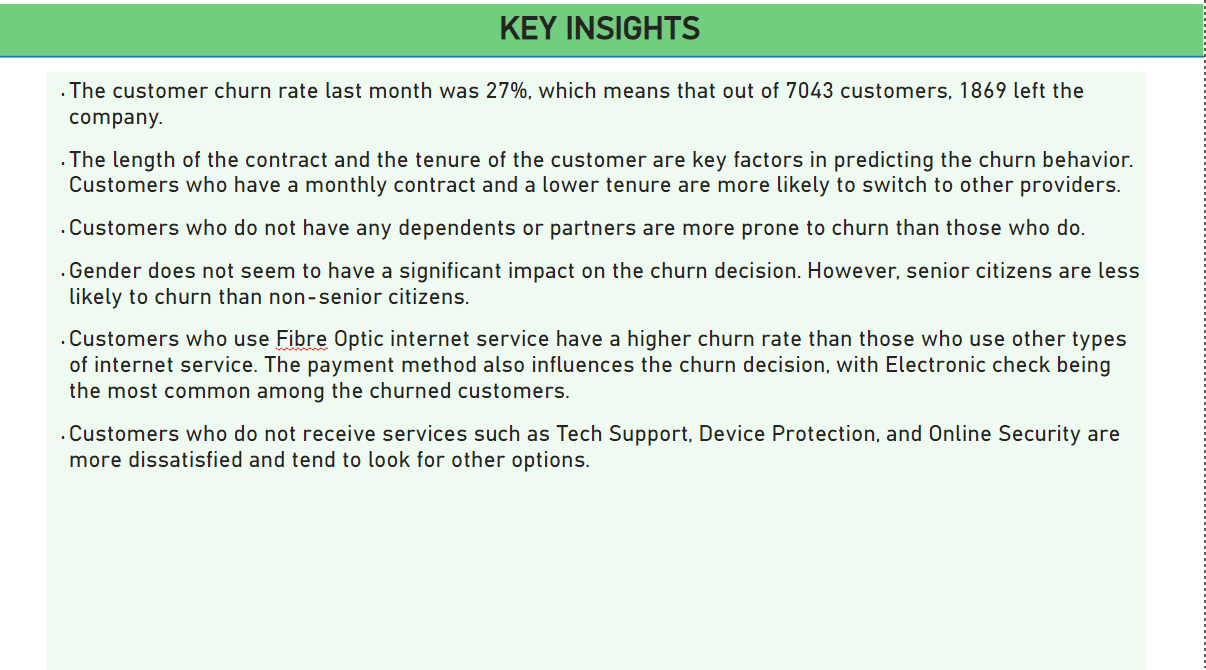 KEY INSIGHTS
The customer churn rate last month was 27%, which means that out of 7043 customers, 1869 left the
company.
The length of the contract and the tenure of the customer are key factors in predicting the churn behavior.
Customers who have a monthly contract and a lower tenure are more likely to switch to other providers.
Customers who do not have any dependents or partners are more prone to churn than those who do.
Gender does not seem to have a significant impact on the churn decision. However, senior citizens are less
likely to churn than non-senior citizens.
Customers who use Fibre Optic internet service have a higher churn rate than those who use other types
of internet service. The payment method also influences the churn decision, with Electronic check being
the most common among the churned customers.
Customers who do not receive services such as Tech Support, Device Protection, and Online Security are
more dissatisfied and tend to look for other options.